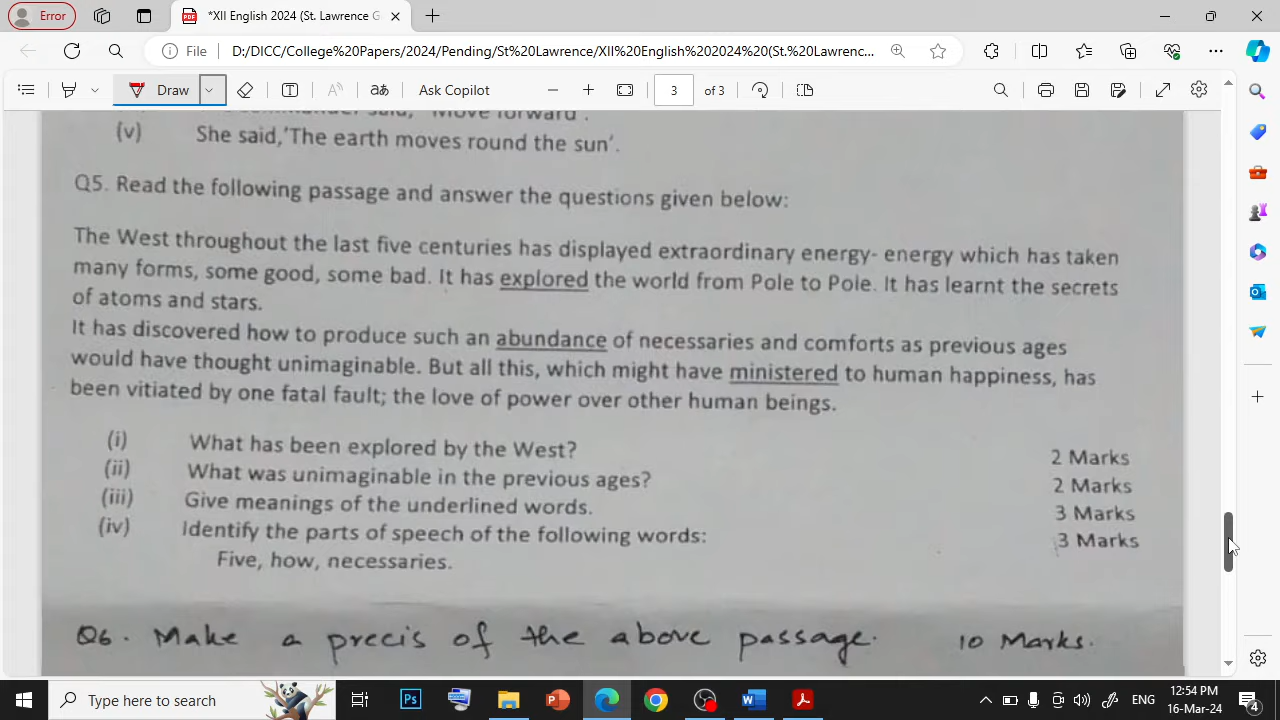 Error
*XII English 2024 (St. Lawrence G
File
D:/DICC/College%20Papers/2024/Pending/St%20Lawrence/XII%20English%202024%20(St.%20Lawrenc...
Draw
Ask Copilot
3 of 3
(v) She said,'The earth moves round the sun'.
Q5. Read the following passage and answer the questions given below:
The West throughout the last five centuries has displayed extraordinary energy- energy which has taken
many forms, some good, some bad. It has explored the world from Pole to Pole. It has learnt the secrets
of atoms and stars.
It has discovered how to produce such an abundance of necessaries and comforts as previous ages
would have thought unimaginable. But all this, which might have ministered to human happiness, has
been vitiated by one fatal fault; the love of power over other human beings.
(i) What has been explored by the West? 2 Marks
(ii) What was unimaginable in the previous ages? 2 Marks
(iii) Give meanings of the underlined words. 3 Marks
(iv) Identify the parts of speech of the following words: 3 Marks
Five, how, necessaries.
Q6. Make a precis of the above passage. 10 Marks.
Type here to search
ENG
12:54 PM
16-Mar-24
4